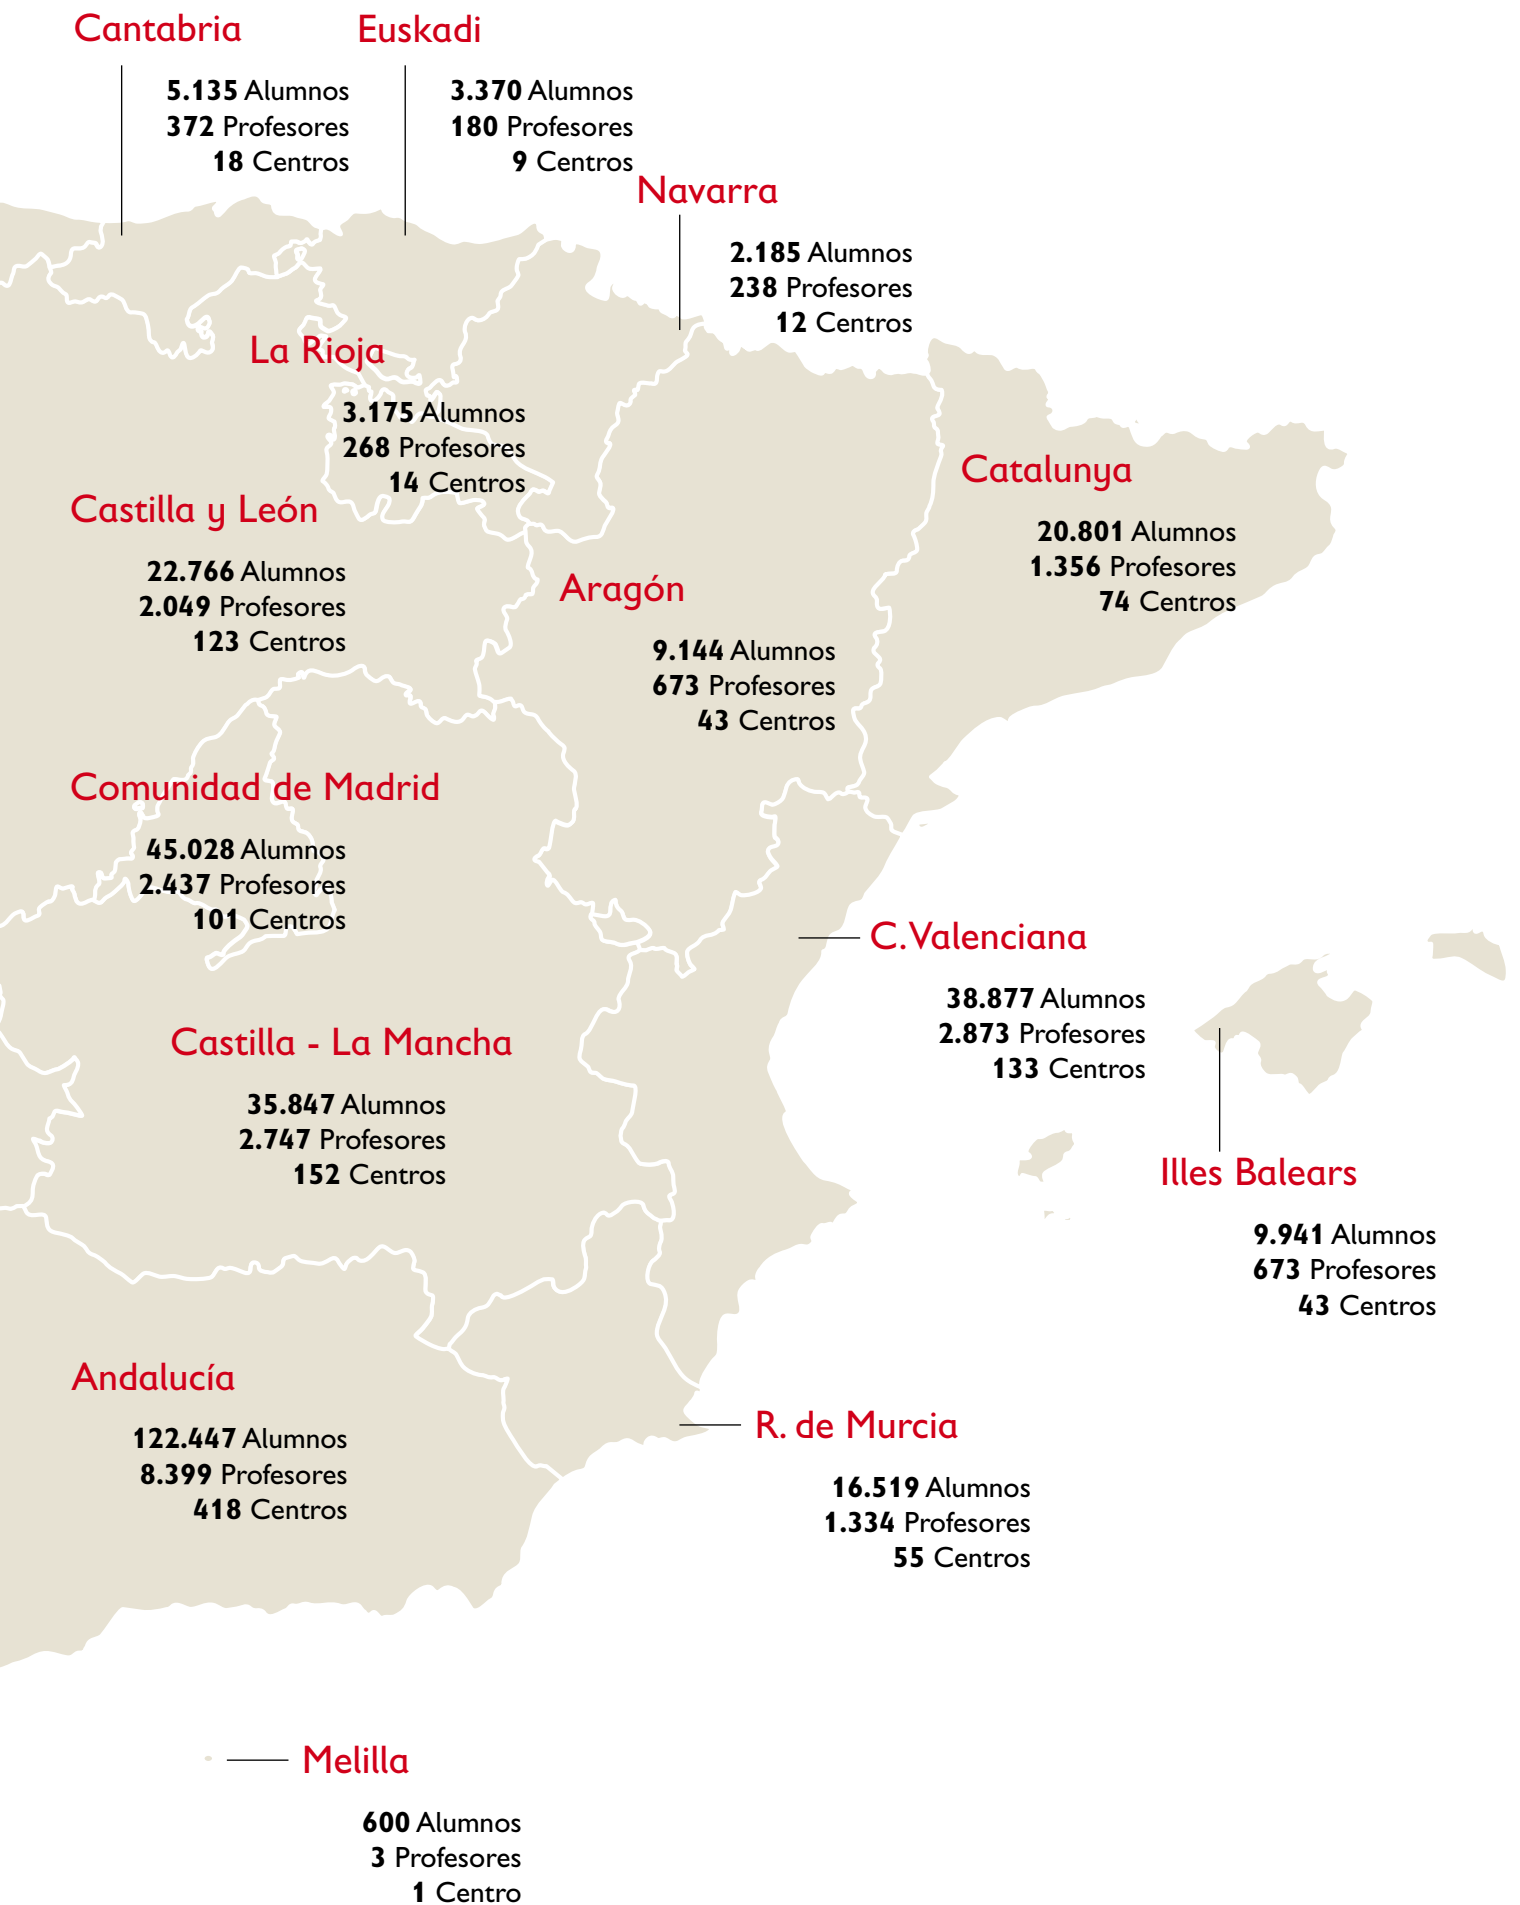 Cantabria
5.135 Alumnos
372 Profesores
18 Centros
Euskadi
3.370 Alumnos
180 Profesores
9 Centros
Navarra
2.185 Alumnos
238 Profesores
12 Centros
La Rioja
3.175 Alumnos
268 Profesores
14 Centros
Catalunya
20.801 Alumnos
1.356 Profesores
74 Centros
Castilla y León
22.766 Alumnos
2.049 Profesores
123 Centros
Aragón
9.144 Alumnos
673 Profesores
43 Centros
Comunidad de Madrid
45.028 Alumnos
2.437 Profesores
101 Centros
C. Valenciana
38.877 Alumnos
2.873 Profesores
133 Centros
Castilla - La Mancha
35.847 Alumnos
2.747 Profesores
152 Centros
Illes Balears
9.941 Alumnos
673 Profesores
43 Centros
Andalucía
122.447 Alumnos
8.399 Profesores
418 Centros
R. de Murcia
16.519 Alumnos
1.334 Profesores
55 Centros
Melilla
600 Alumnos
3 Profesores
1 Centro